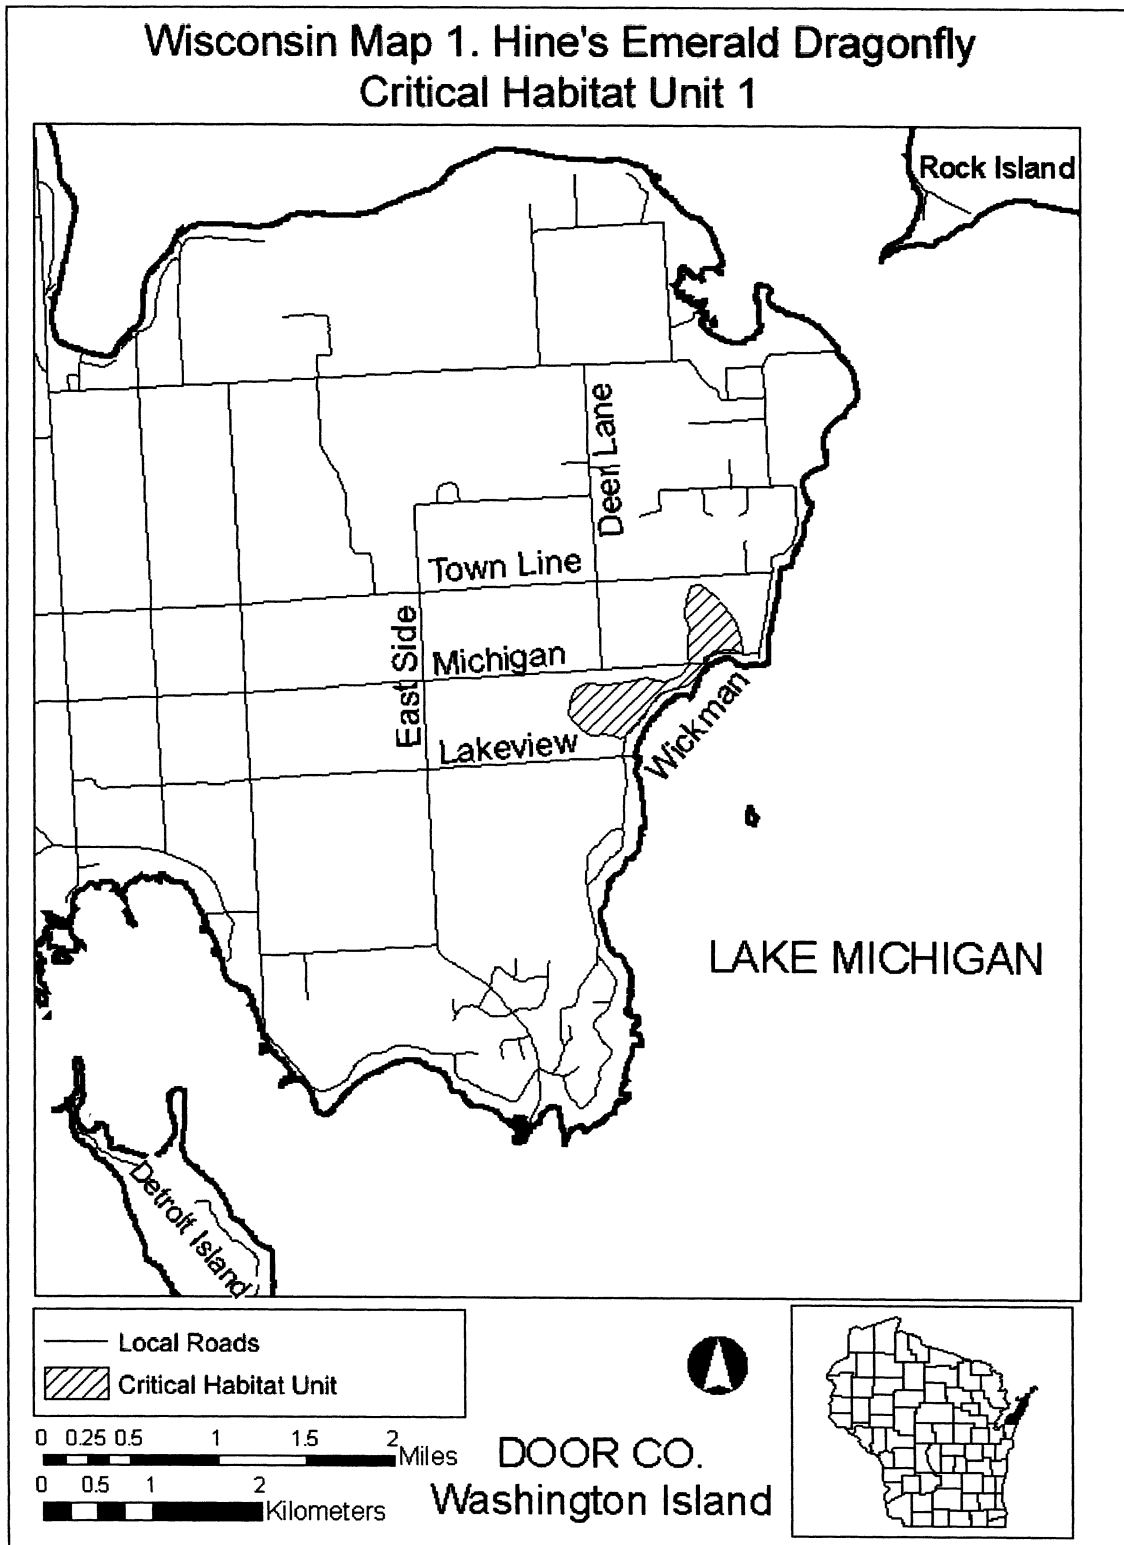 Wisconsin Map 1. Hine's Emerald Dragonfly
Critical Habitat Unit 1
Rock Island
Deer Lane
Town Line
East Side
Michigan
Wickman
Lakeview
LAKE MICHIGAN
Detroit Island
Local Roads
Critical Habitat Unit
0 0.25 0.5 1 1.5 2 Miles
0 0.5 1 2 Kilometers
DOOR CO.
Washington Island